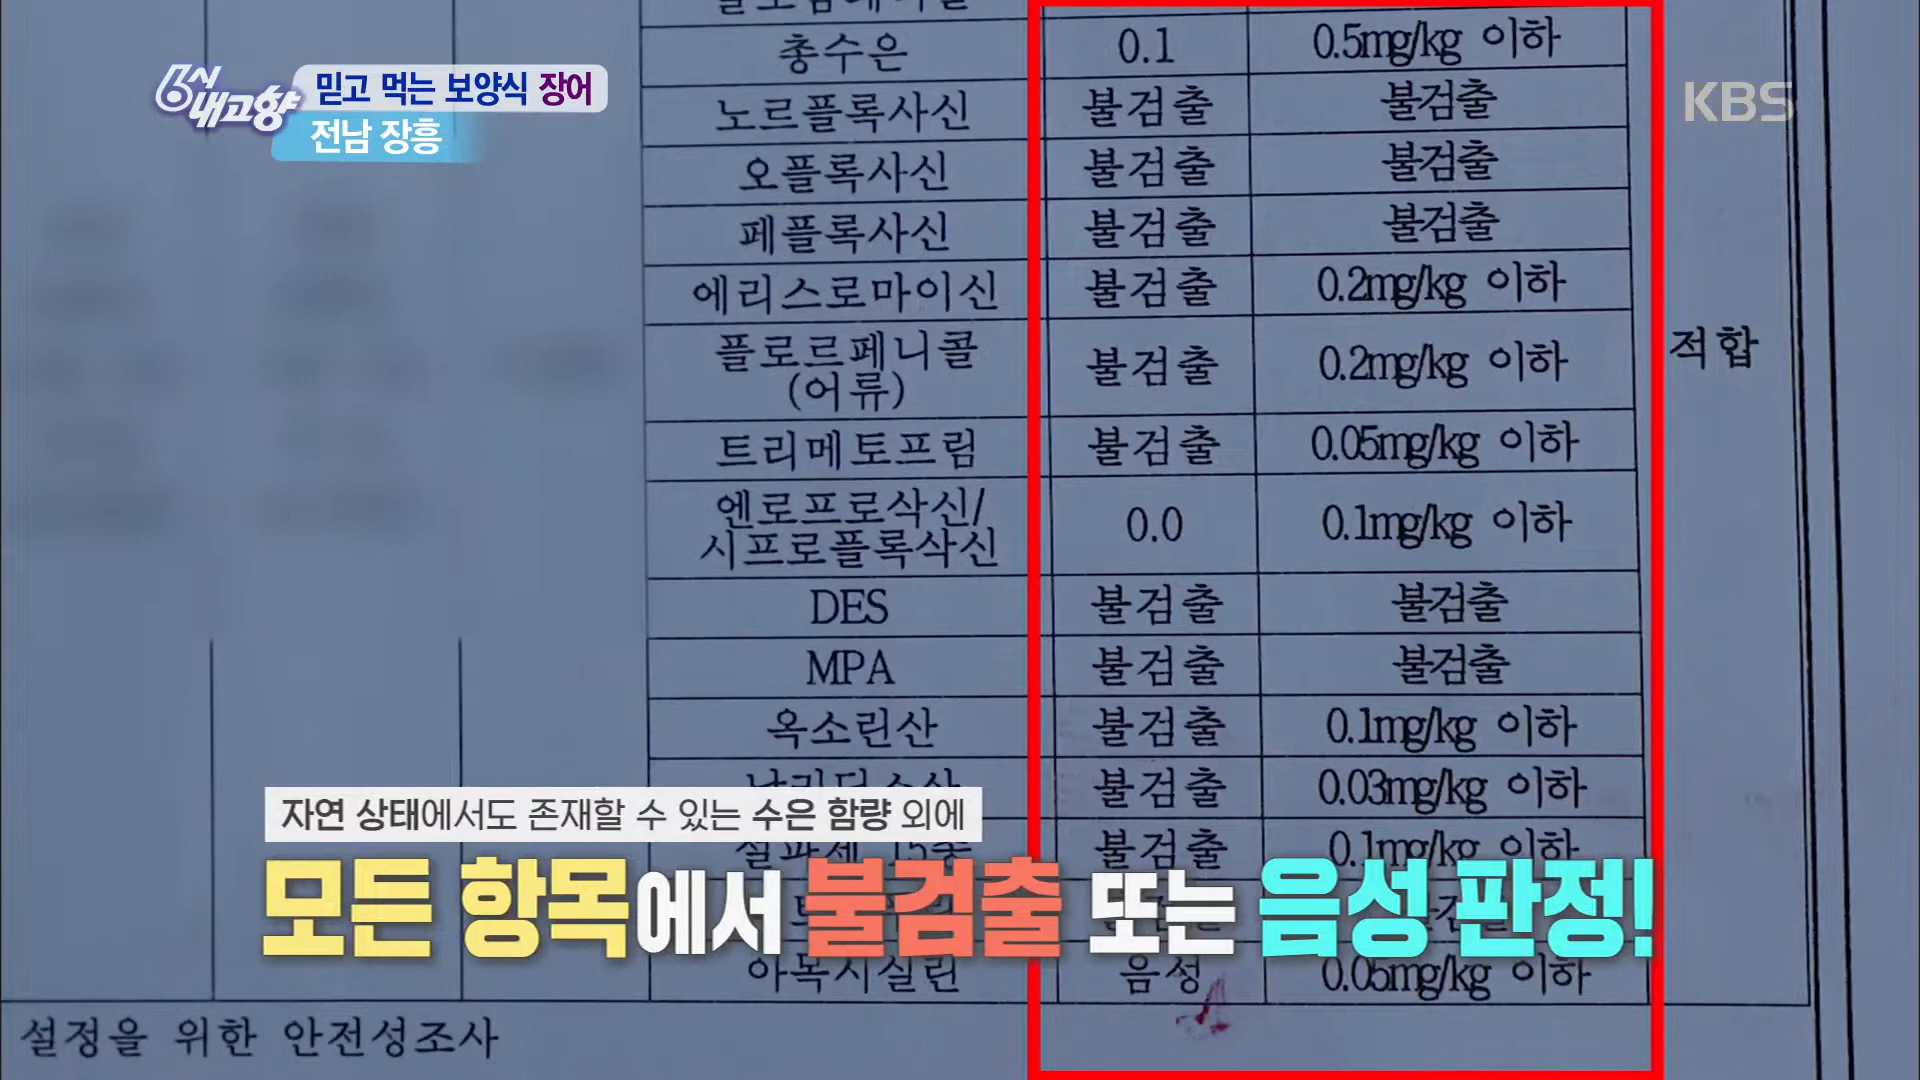 6시 내고향
믿고 먹는 보양식 장어
전남 장흥
KBS
총수은 0.1 0.5mg/kg 이하
노르플록사신 불검출 불검출
오플록사신 불검출 불검출
페플록사신 불검출 불검출
에리스로마이신 불검출 0.2mg/kg 이하
플로르페니콜
(어류) 불검출 0.2mg/kg 이하
적합
트리메토프림 불검출 0.05mg/kg 이하
엔로프로삭신/
시프로플록삭신 0.0 0.1mg/kg 이하
DES 불검출 불검출
MPA 불검출 불검출
옥소린산 불검출 0.1mg/kg 이하
불검출 0.03mg/kg 이하
불검출 0.1mg/kg 이하
자연 상태에서도 존재할 수 있는 수은 함량 외에
모든 항목에서 불검출 또는 음성 판정!
아목시실린 음성 0.05mg/kg 이하
설정을 위한 안전성조사